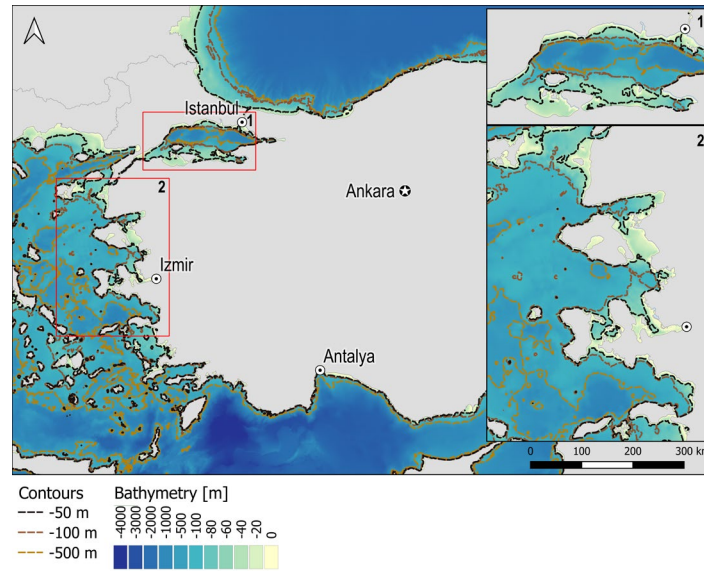 1
Istanbul
1
Ankara
2
2
Izmir
Antalya
0 100 200 300 km
Contours
-50 m
-100 m
-500 m
Bathymetry [m]
-4000
-3000
-2000
-1000
-500
-100
-80
-60
-40
-20
0